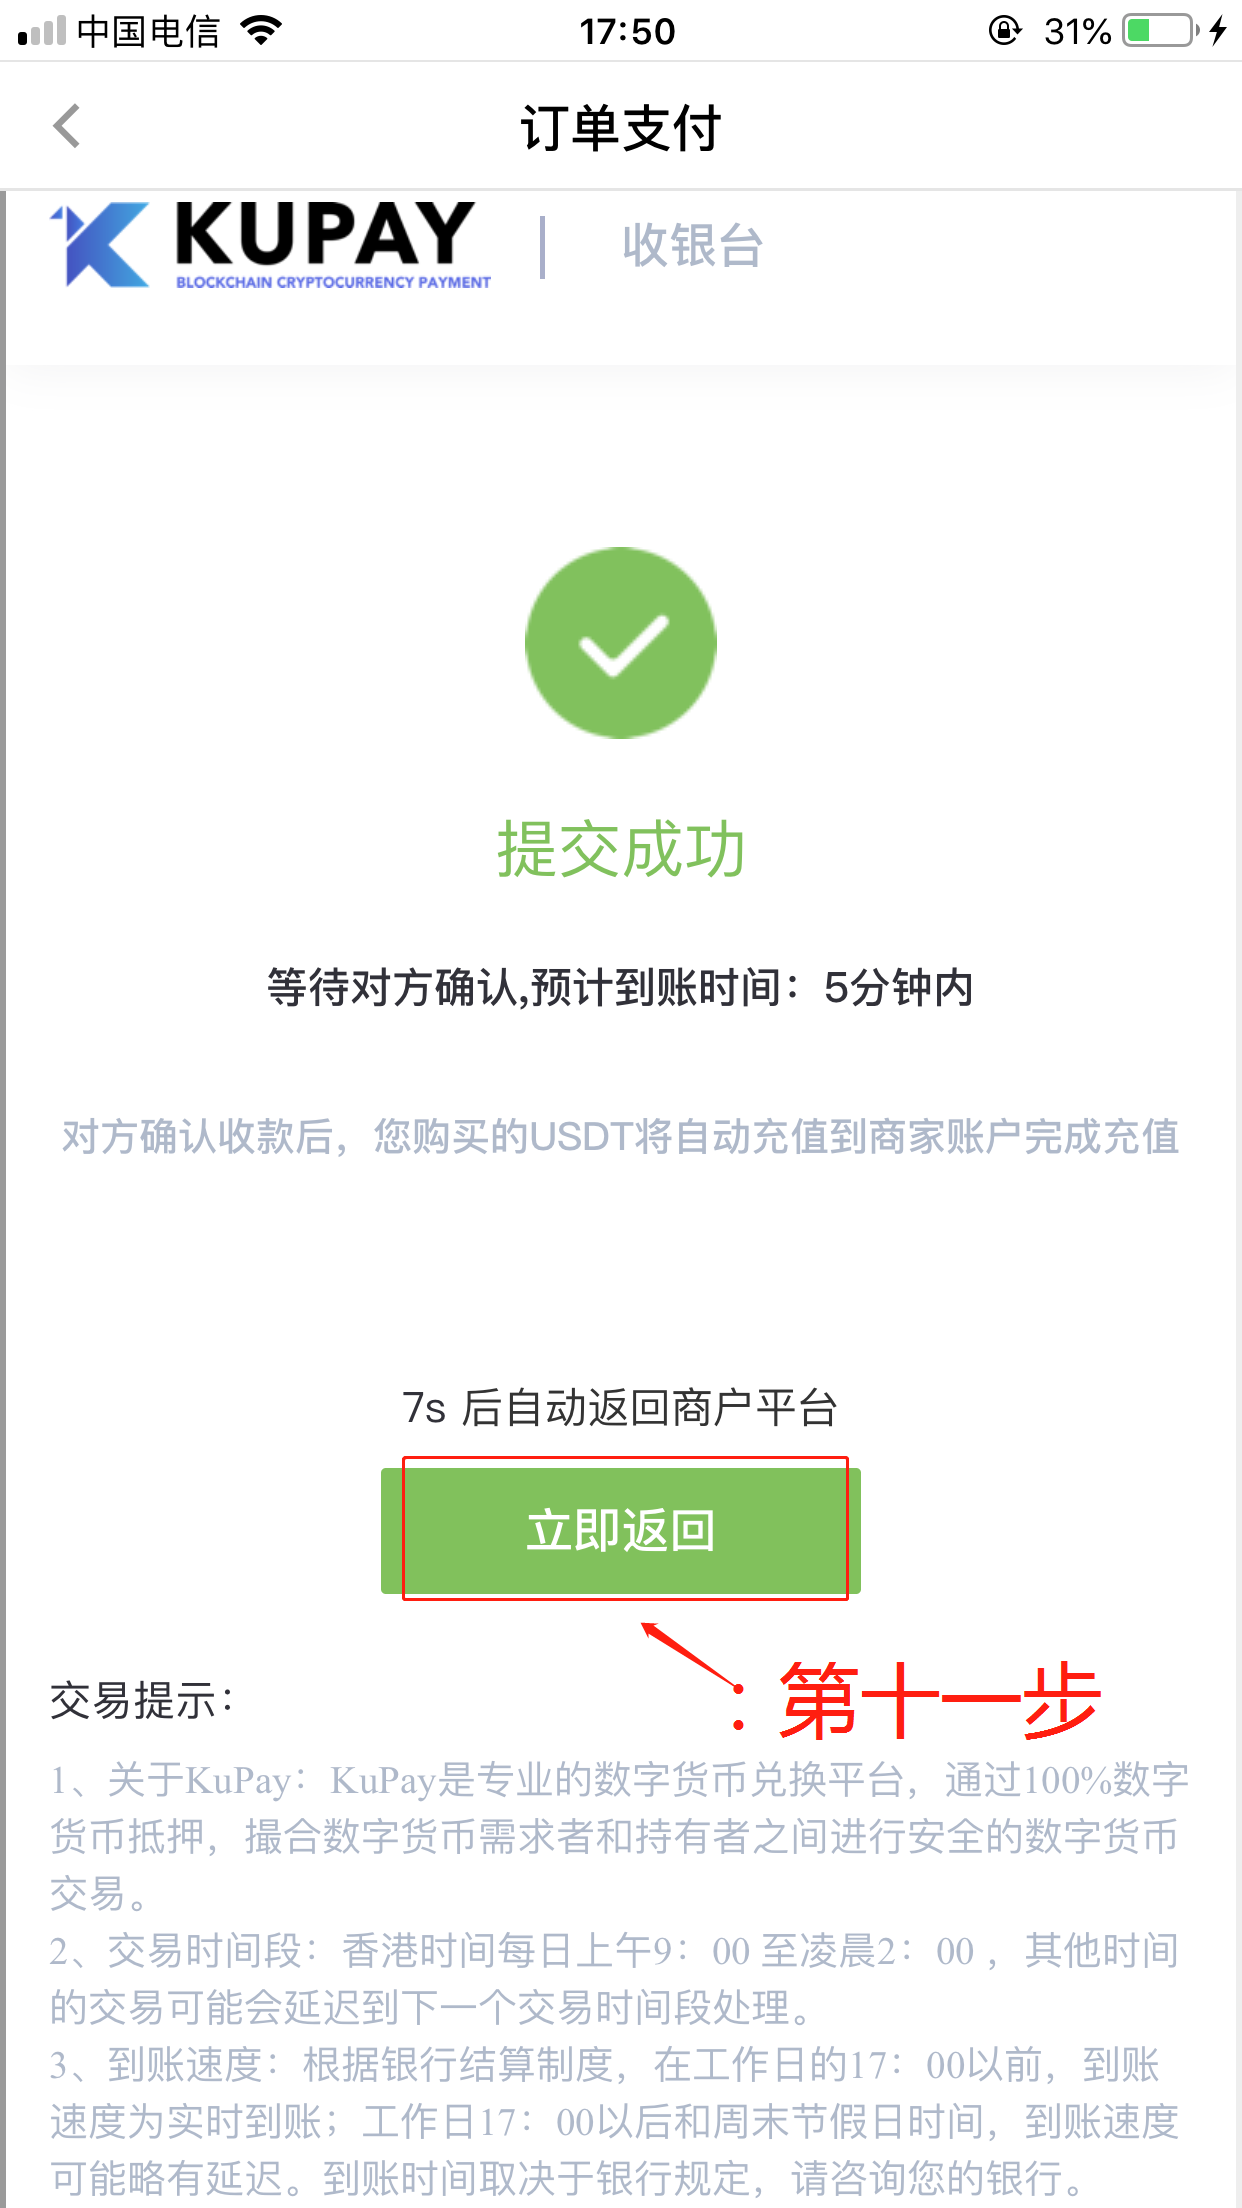 中国电信
17:50
31%
订单支付
KUPAY
BLOCKCHAIN CRYPTOCURRENCY PAYMENT
收银台
提交成功
等待对方确认,预计到账时间：5分钟内
对方确认收款后，您购买的USDT将自动充值到商家账户完成充值
7s 后自动返回商户平台
立即返回
：第十一步
交易提示：
1、关于KuPay：KuPay是专业的数字货币兑换平台，通过100%数字
货币抵押，撮合数字货币需求者和持有者之间进行安全的数字货币
交易。
2、交易时间段：香港时间每日上午9：00 至凌晨2：00 ，其他时间
的交易可能会延迟到下一个交易时间段处理。
3、到账速度：根据银行结算制度，在工作日的17：00以前，到账
速度为实时到账；工作日17：00以后和周末节假日时间，到账速度
可能略有延迟。到账时间取决于银行规定，请咨询您的银行。